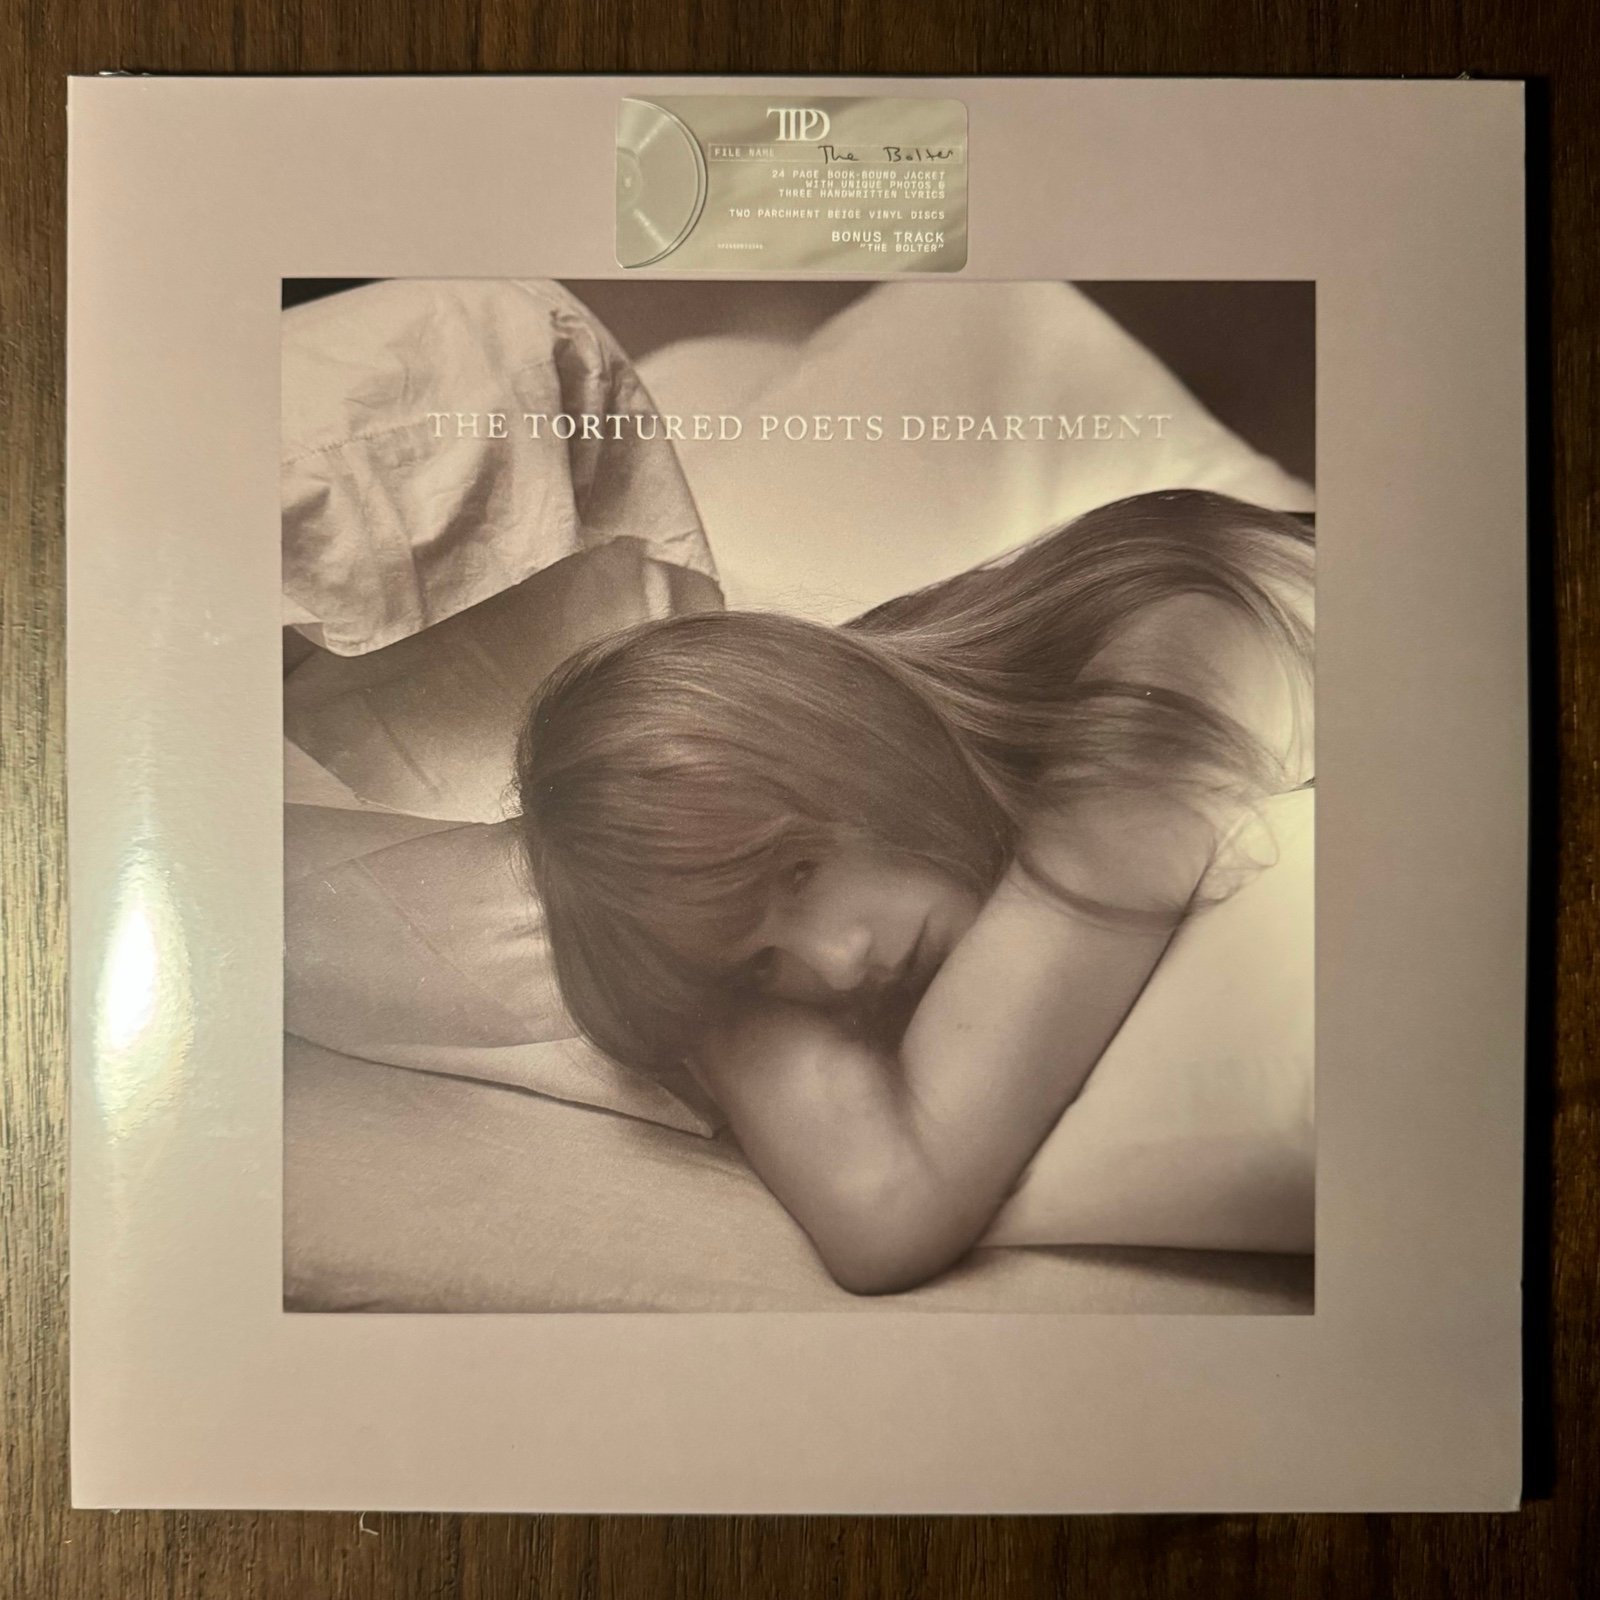 TTPD
FILE NAME The Bolter
24 PAGE BOOK-BOUND JACKET
WITH UNIQUE PHOTOS &
THREE HANDWRITTEN LYRICS
TWO PARCHMENT BEIGE VINYL DISCS
BONUS TRACK
"THE BOLTER"
THE TORTURED POETS DEPARTMENT